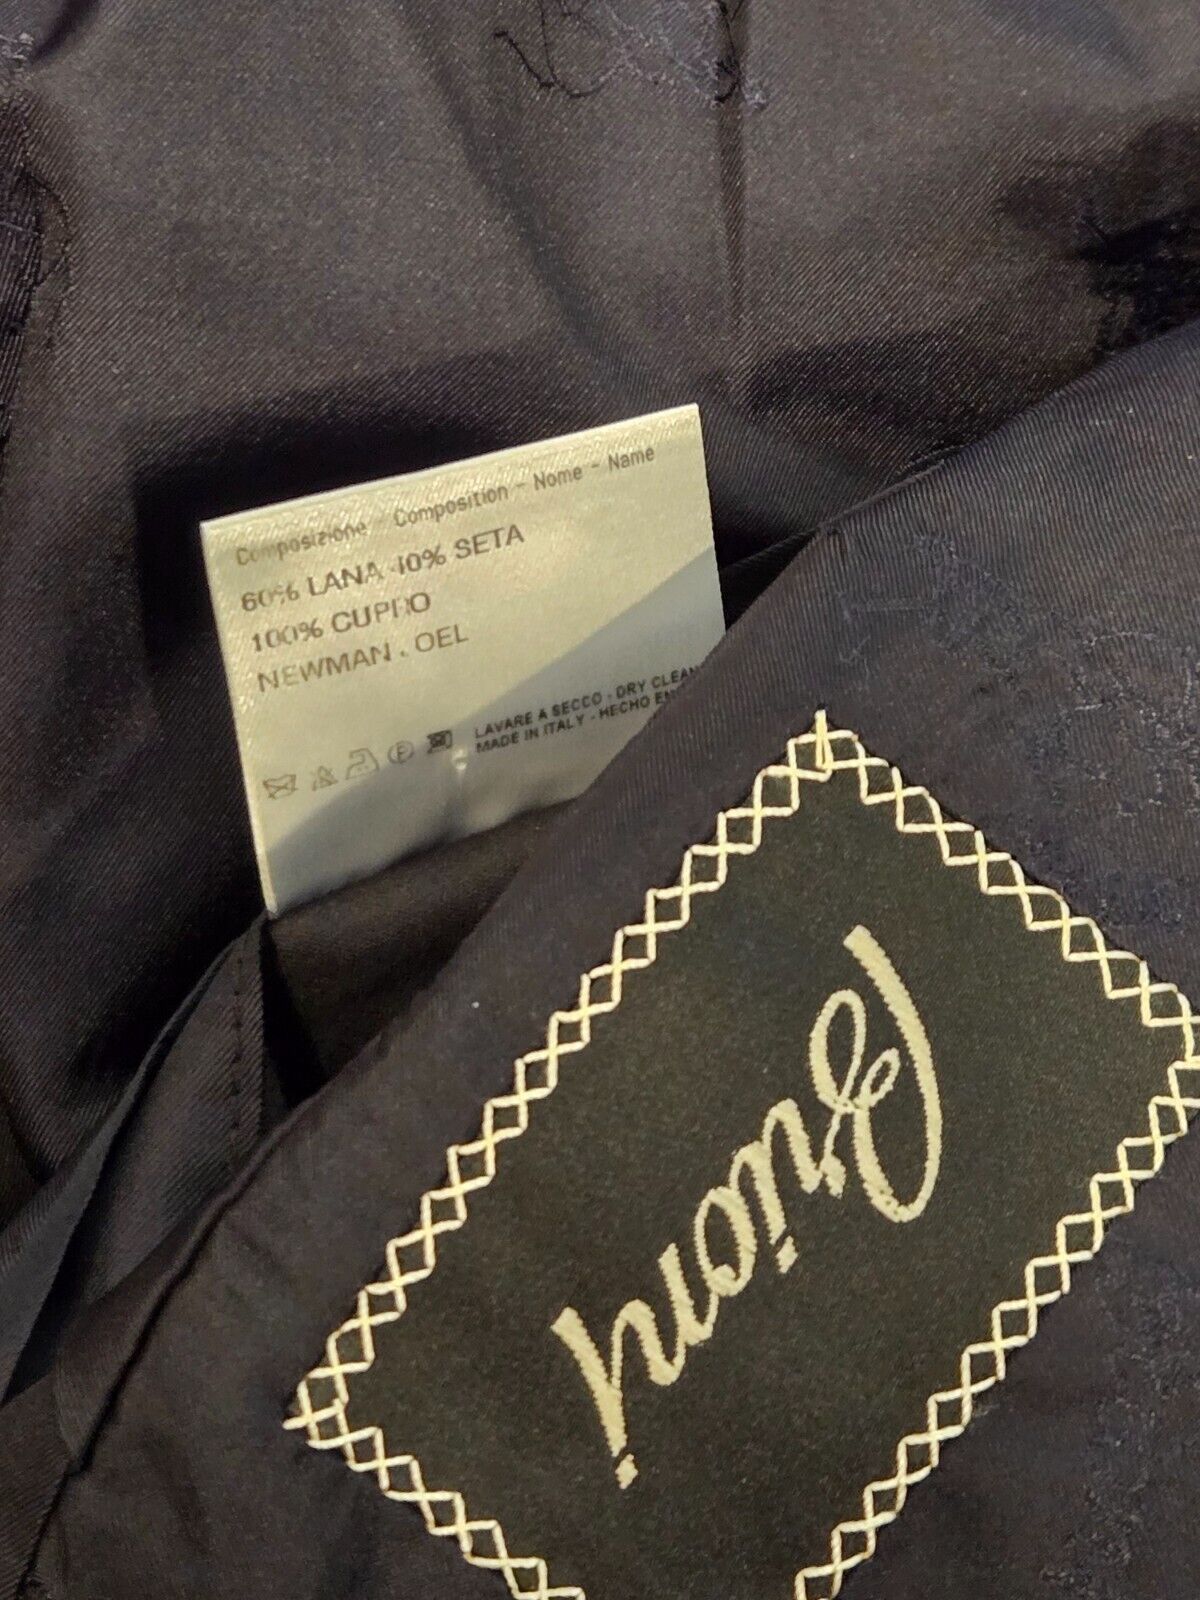 Composizione - Composition - Nome - Name
60% LANA 40% SETA
100% CUPRO
NEWMAN . OEL
LAVARE A SECCO - DRY CLEAN
MADE IN ITALY - HECHO EN
P
Brioni